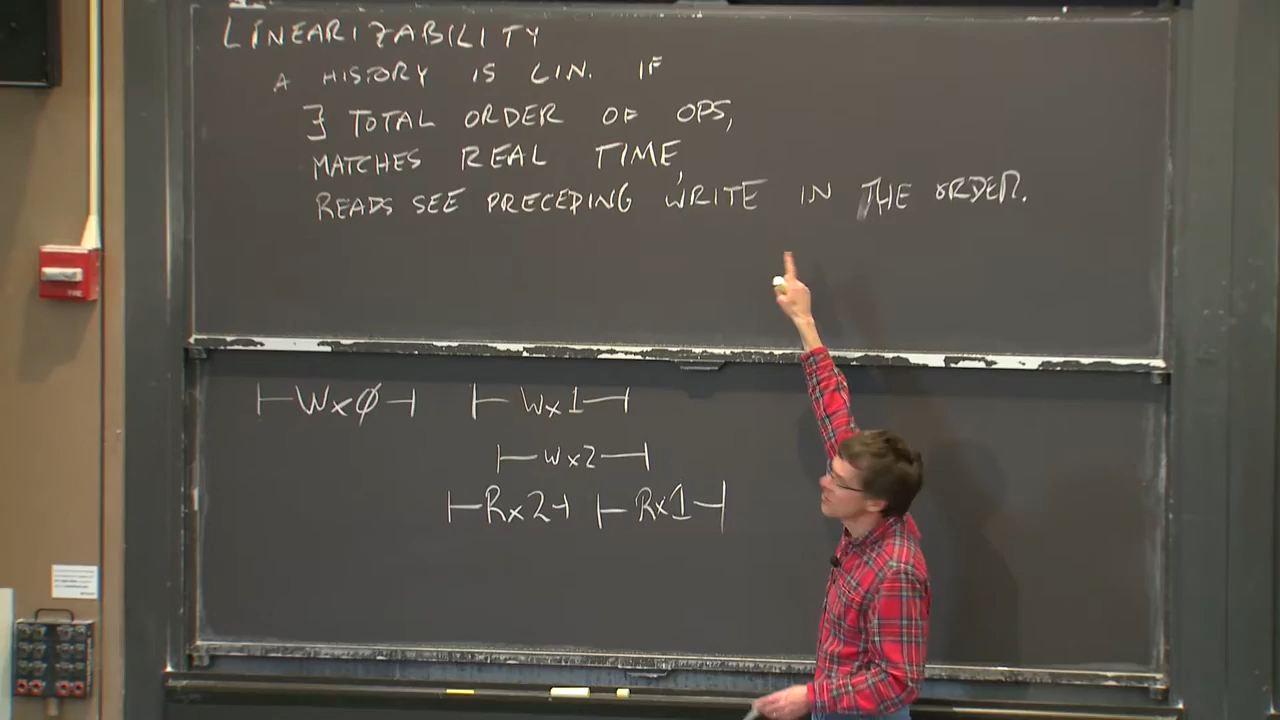 LINEARIZABILITY
A HISTORY IS LIN. IF
∃ TOTAL ORDER OF OPS,
MATCHES REAL TIME,
READS SEE PRECEDING WRITE IN THE ORDER.
|-Wx0-| |-Wx1-|
|-Wx2-|
|-Rx2-| |-Rx1-|